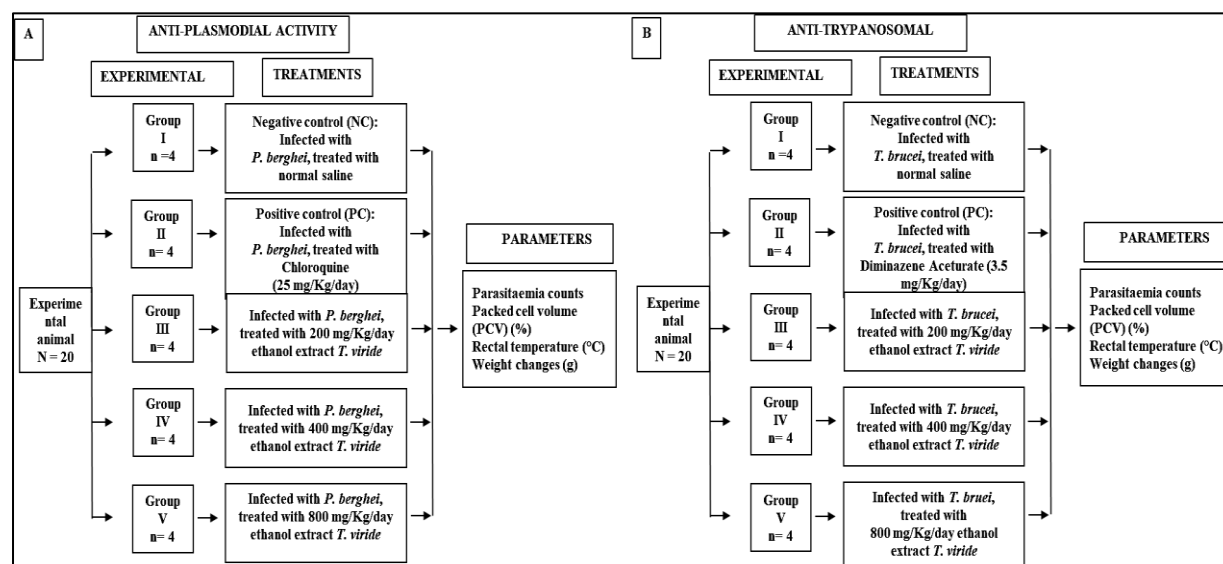 A
ANTI-PLASMODIAL ACTIVITY
EXPERIMENTAL
TREATMENTS
Experime
ntal
animal
N = 20
Group
I
n =4
Negative control (NC):
Infected with
P. berghei, treated with
normal saline
Group
II
n= 4
Positive control (PC):
Infected with
P. berghei, treated with
Chloroquine
(25 mg/Kg/day)
Group
III
n= 4
Infected with P. berghei,
treated with 200 mg/Kg/day
ethanol extract T. viride
Group
IV
n= 4
Infected with P. berghei,
treated with 400 mg/Kg/day
ethanol extract T. viride
Group
V
n= 4
Infected with P. berghei,
treated with 800 mg/Kg/day
ethanol extract T. viride
PARAMETERS
Parasitaemia counts
Packed cell volume
(PCV) (%)
Rectal temperature (°C)
Weight changes (g)
B
ANTI-TRYPANOSOMAL
EXPERIMENTAL
TREATMENTS
Experime
ntal
animal
N = 20
Group
I
n =4
Negative control (NC):
Infected with
T. brucei, treated with
normal saline
Group
II
n= 4
Positive control (PC):
Infected with
T. brucei, treated with
Diminazene Aceturate (3.5
mg/Kg/day)
Group
III
n= 4
Infected with T. brucei,
treated with 200 mg/Kg/day
ethanol extract T. viride
Group
IV
n= 4
Infected with T. brucei,
treated with 400 mg/Kg/day
ethanol extract T. viride
Group
V
n= 4
Infected with T. bruei,
treated with
800 mg/Kg/day ethanol
extract T. viride
PARAMETERS
Parasitaemia counts
Packed cell volume
(PCV) (%)
Rectal temperature (°C)
Weight changes (g)